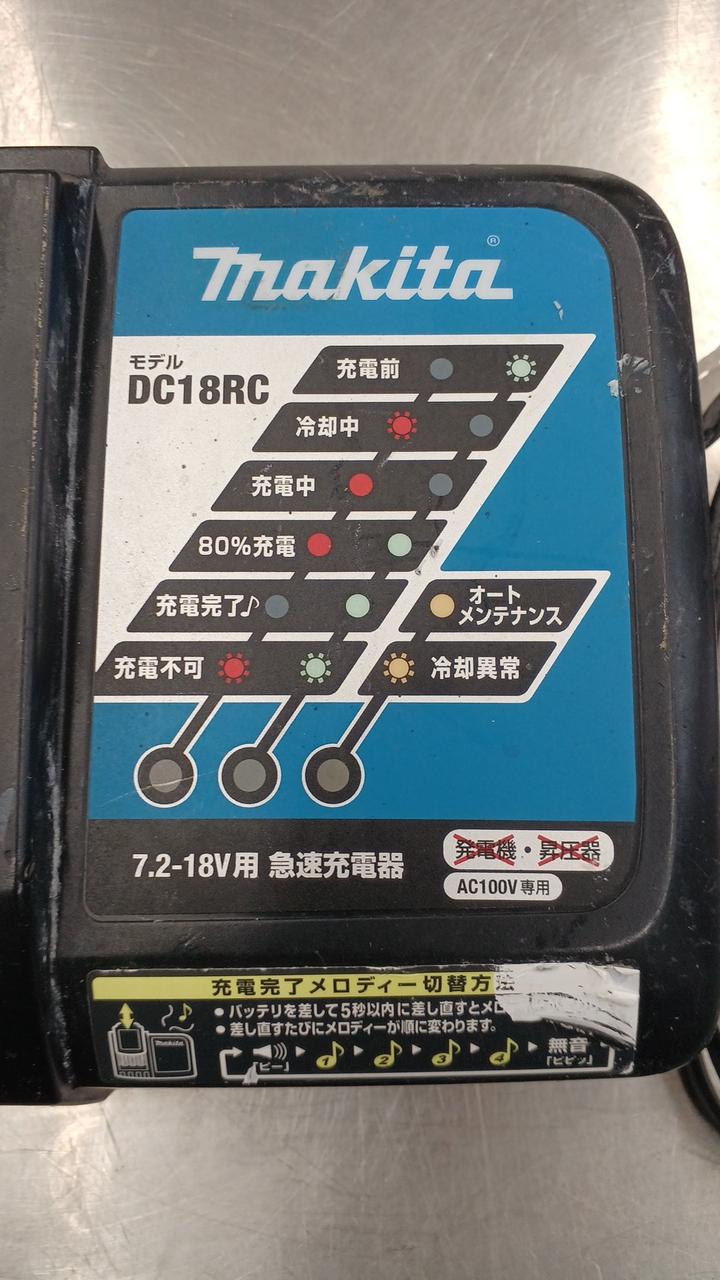 makita®
モデル
DC18RC
充電前
冷却中
充電中
80%充電
充電完了♪
オート
メンテナンス
充電不可
冷却異常
7.2-18V用 急速充電器
発電機・昇圧器
AC100V専用
充電完了メロディー切替方法
●バッテリを差して5秒以内に差し直すとメロ
●差し直すたびにメロディーが順に変わります。
makita
「ピー」 1 2 3 4 無音
「ピピッ」